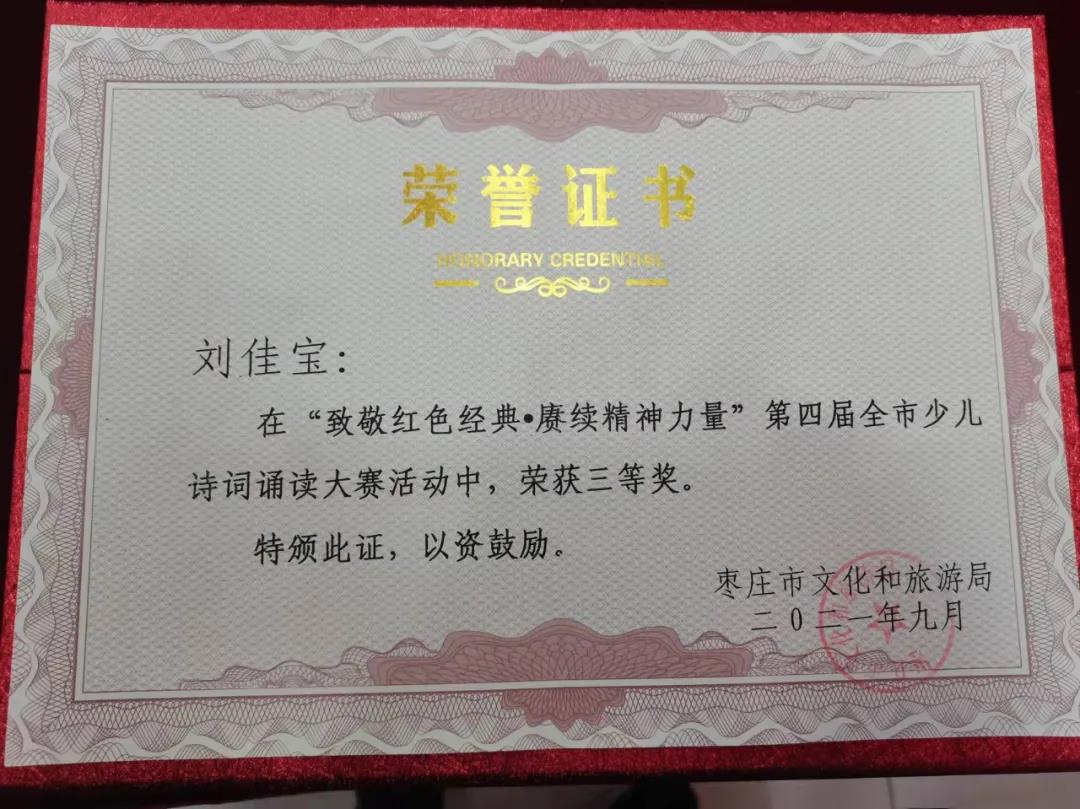 荣誉证书
HONORARY CREDENTIAL
刘佳宝：
在“致敬红色经典•赓续精神力量”第四届全市少儿
诗词诵读大赛活动中，荣获三等奖。
特颁此证，以资鼓励。
枣庄市文化和旅游局
二0二一年九月